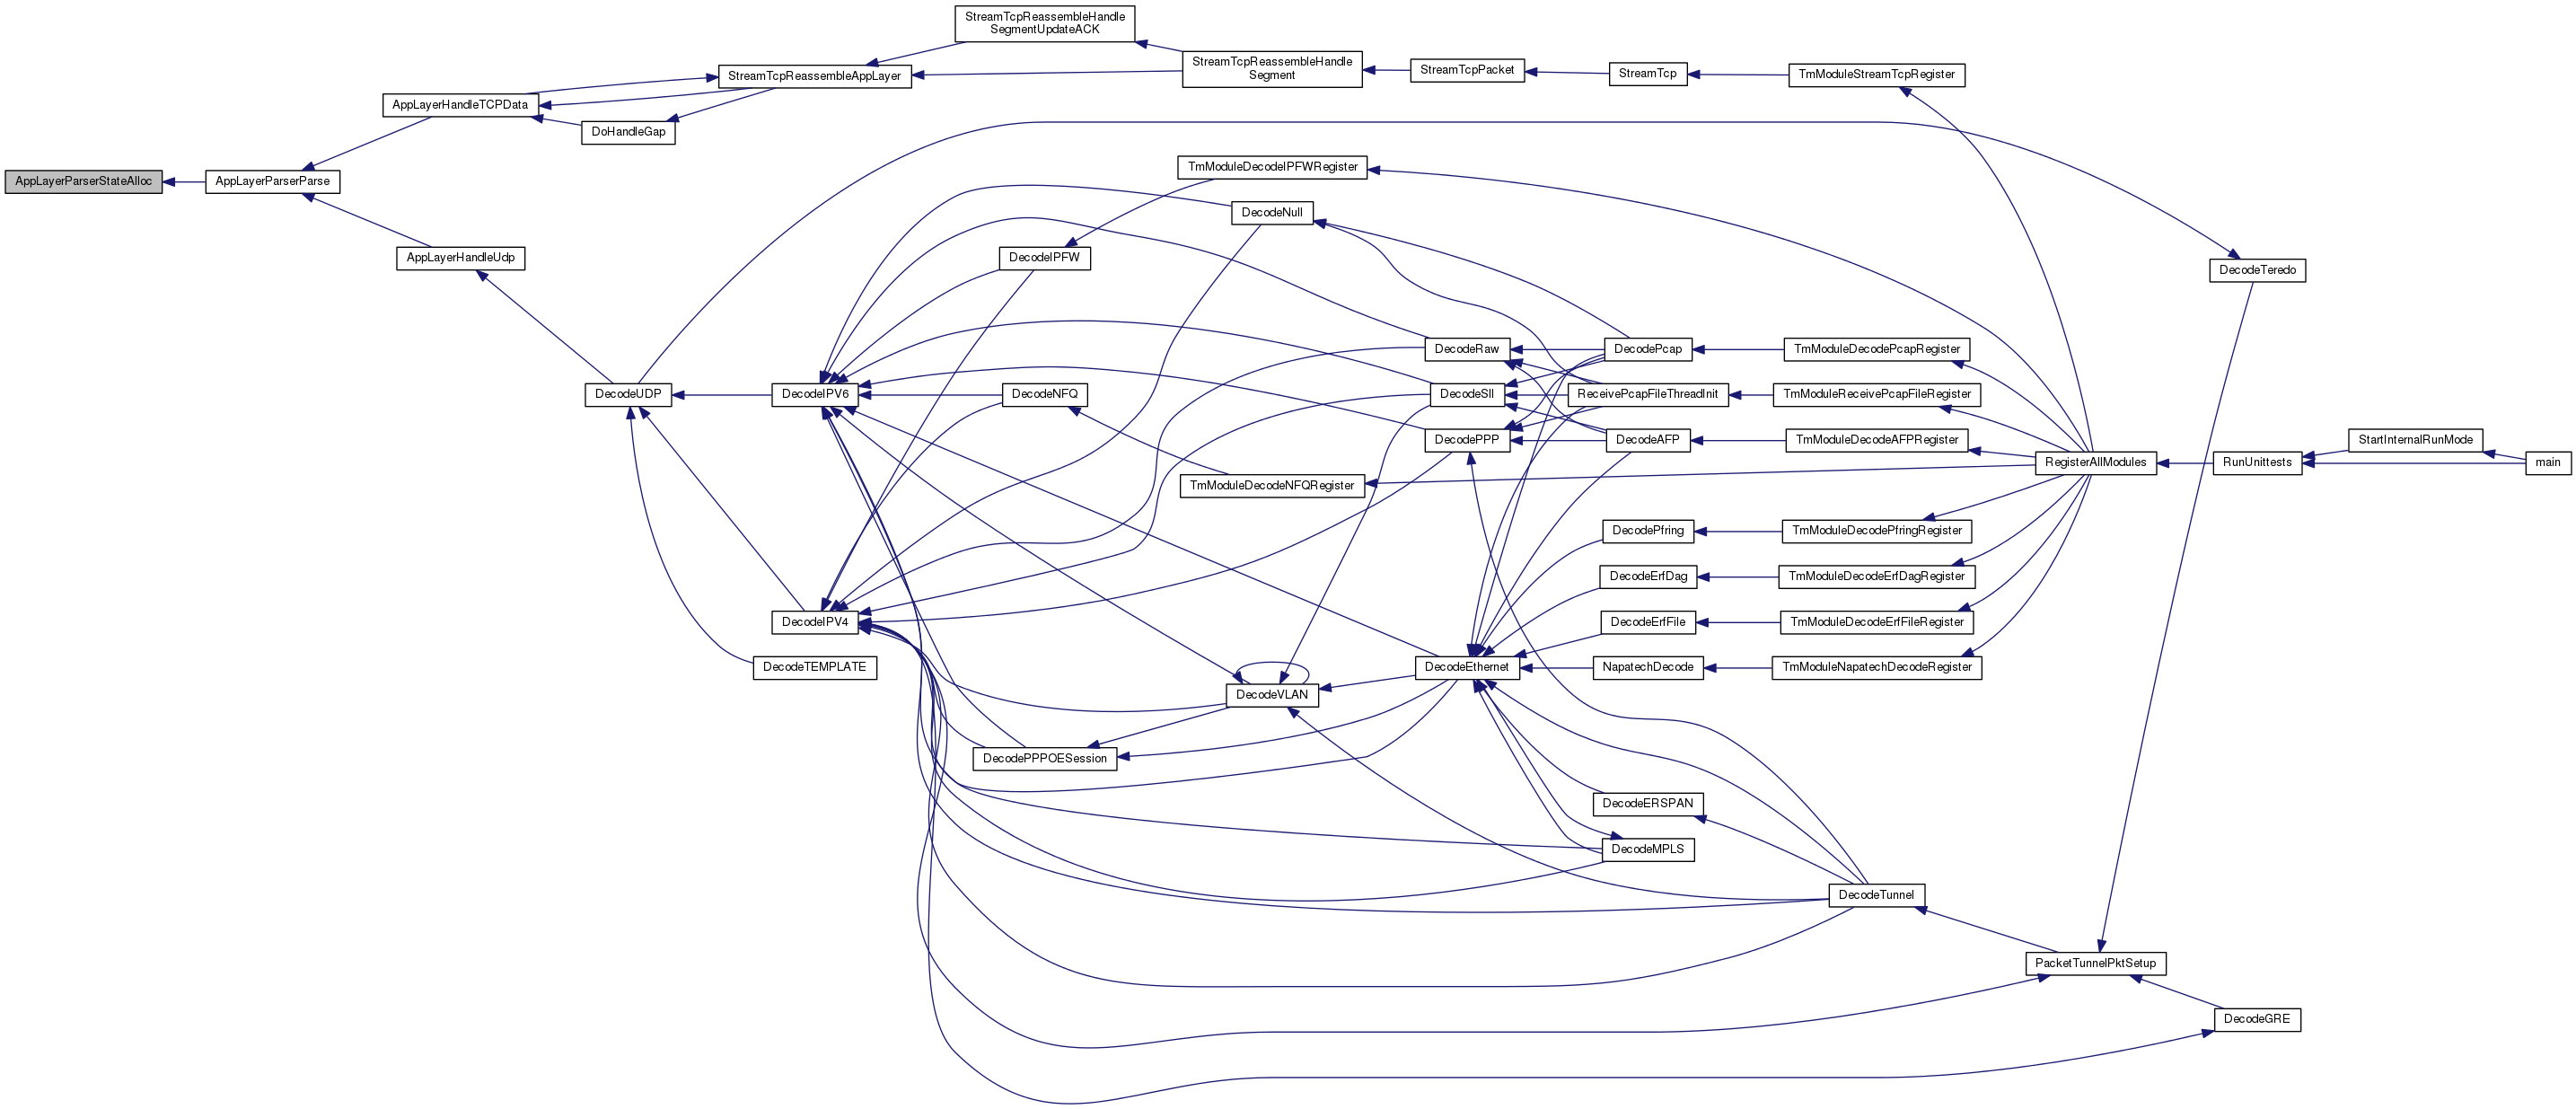 StreamTcpReassembleHandle
SegmentUpdateACK
StreamTcpReassembleHandle
Segment
StreamTcpReassembleAppLayer
StreamTcpPacket
StreamTcp
TmModuleStreamTcpRegister
AppLayerHandleTCPData
DoHandleGap
AppLayerParserStateAlloc
AppLayerParserParse
TmModuleDecodeIPFWRegister
DecodeNull
AppLayerHandleUdp
DecodeIPFW
DecodeTeredo
DecodeRaw
DecodePcap
TmModuleDecodePcapRegister
DecodeUDP
DecodeIPV6
DecodeNFQ
DecodeSll
ReceivePcapFileThreadInit
TmModuleReceivePcapFileRegister
DecodePPP
DecodeAFP
TmModuleDecodeAFPRegister
StartInternalRunMode
RegisterAllModules
RunUnittests
main
TmModuleDecodeNFQRegister
DecodePfring
TmModuleDecodePfringRegister
DecodeErfDag
TmModuleDecodeErfDagRegister
DecodeIPV4
DecodeErfFile
TmModuleDecodeErfFileRegister
DecodeTEMPLATE
DecodeEthernet
NapatechDecode
TmModuleNapatechDecodeRegister
DecodeVLAN
DecodePPPOESession
DecodeERSPAN
DecodeMPLS
DecodeTunnel
PacketTunnelPktSetup
DecodeGRE